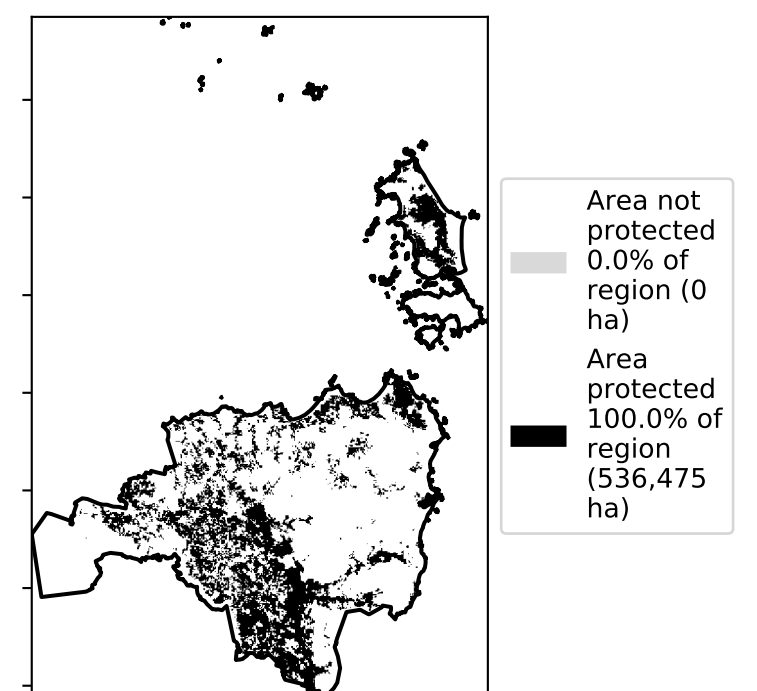 Area not
protected
0.0% of
region (0
ha)
Area
protected
100.0% of
region
(536,475
ha)